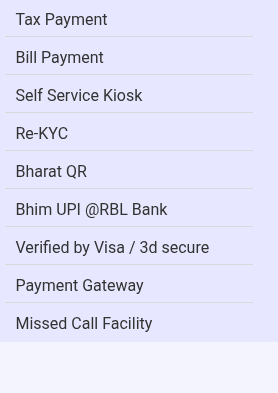 Tax Payment
Bill Payment
Self Service Kiosk
Re-KYC
Bharat QR
Bhim UPI @RBL Bank
Verified by Visa / 3d secure
Payment Gateway
Missed Call Facility